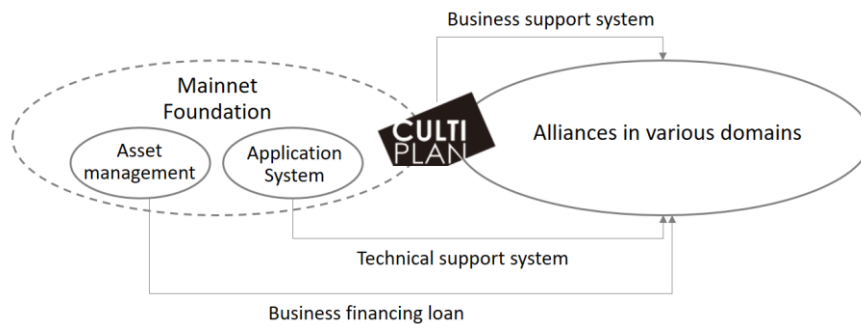 Business support system
Mainnet
Foundation
CULTI
PLAN
Alliances in various domains
Asset
management
Application
System
Technical support system
Business financing loan